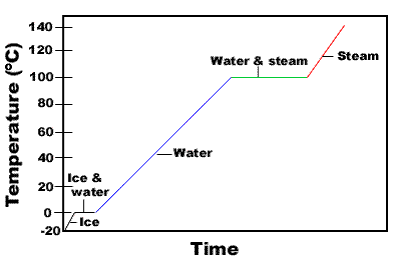 Temperature (°C)
140
120
100
80
60
40
20
0
-20
Water & steam
Steam
Water
Ice &
water
Ice
Time